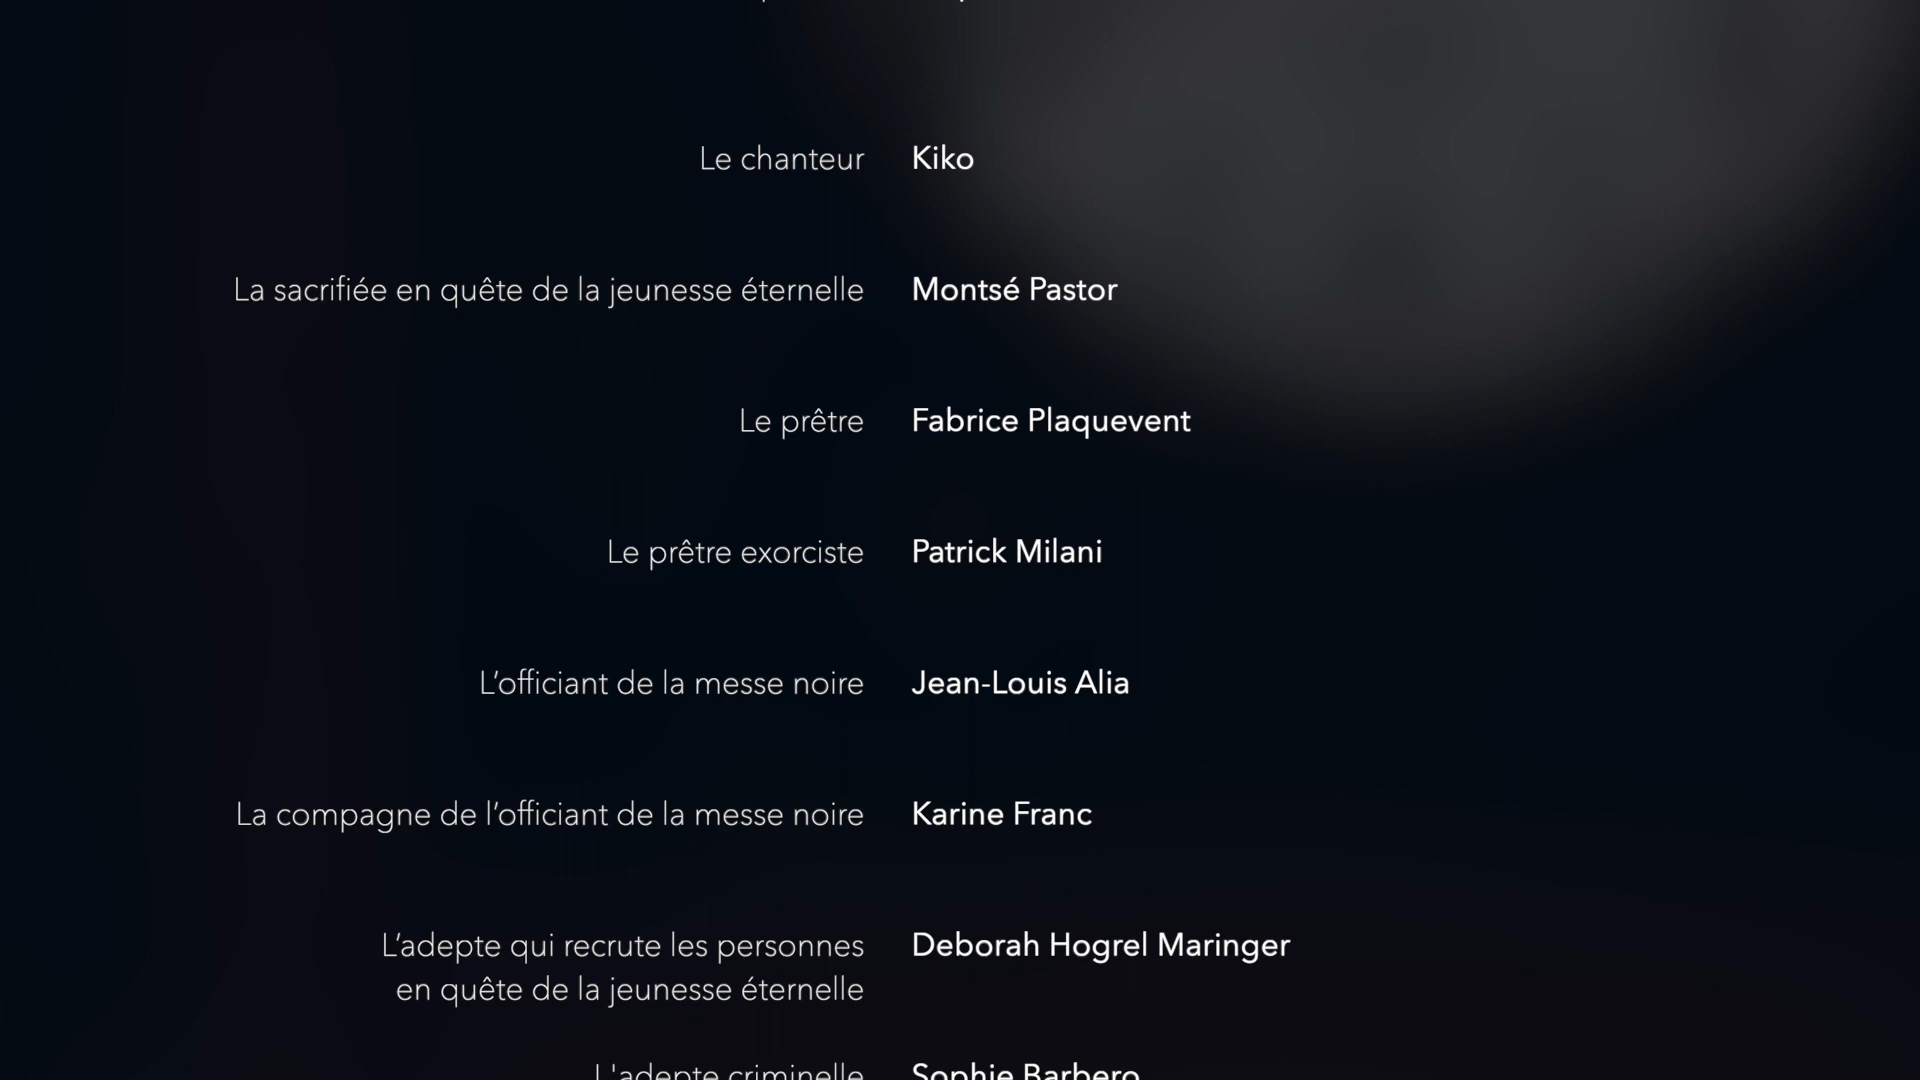 Le chanteur Kiko
La sacrifiée en quête de la jeunesse éternelle Montsé Pastor
Le prêtre Fabrice Plaquevent
Le prêtre exorciste Patrick Milani
L’officiant de la messe noire Jean-Louis Alia
La compagne de l’officiant de la messe noire Karine Franc
L’adepte qui recrute les personnes Deborah Hogrel Maringer
en quête de la jeunesse éternelle
L'adepte criminelle Sophie Barbero